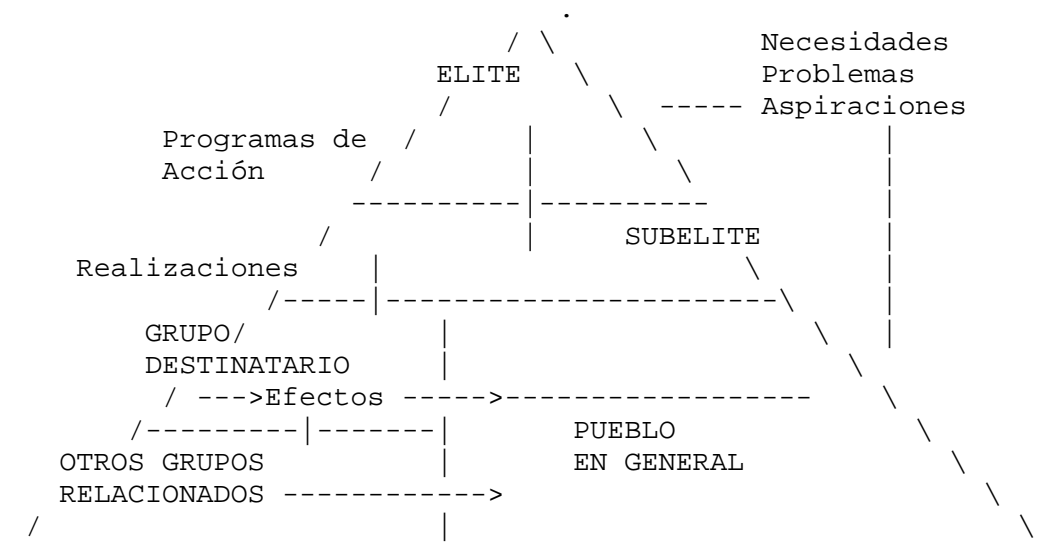 Necesidades
ELITE Problemas
----- Aspiraciones
Programas de
Acción
SUBELITE
Realizaciones
GRUPO/
DESTINATARIO
--->Efectos ----->------------------
PUEBLO
OTROS GRUPOS EN GENERAL
RELACIONADOS ------------>